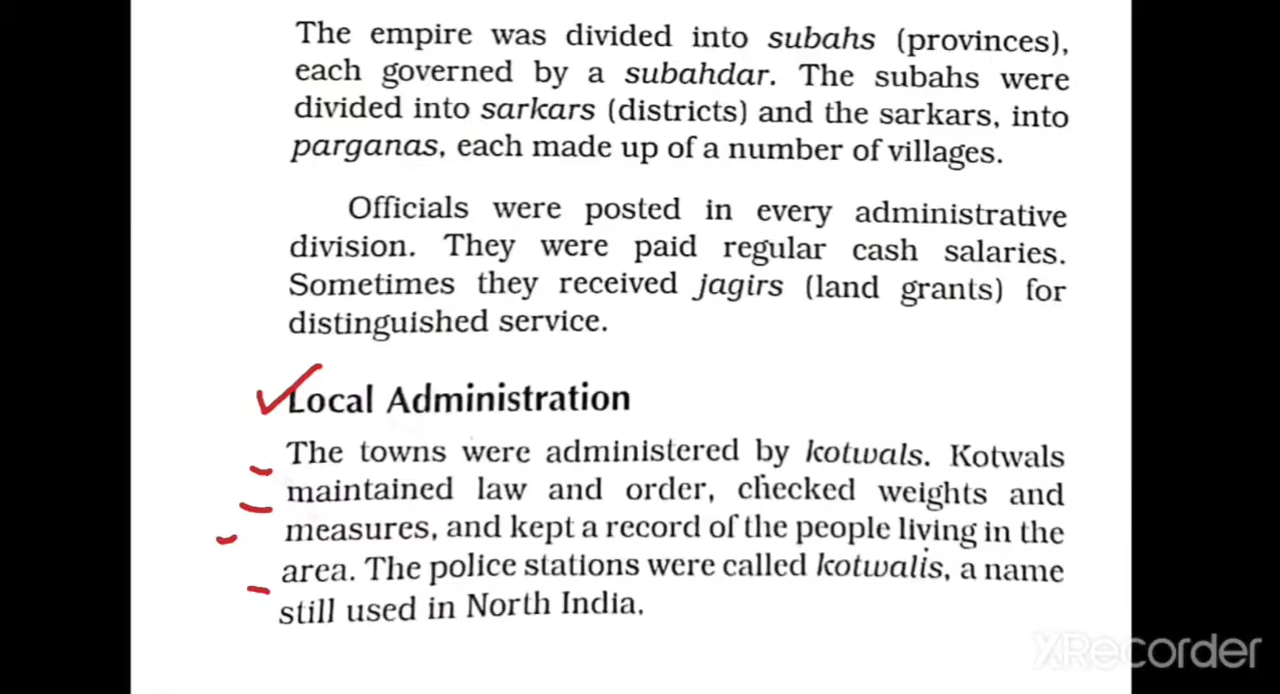 The empire was divided into subahs (provinces),
each governed by a subahdar. The subahs were
divided into sarkars (districts) and the sarkars, into
parganas, each made up of a number of villages.
Officials were posted in every administrative
division. They were paid regular cash salaries.
Sometimes they received jagirs (land grants) for
distinguished service.
Local Administration
The towns were administered by kotwals. Kotwals
maintained law and order, checked weights and
measures, and kept a record of the people living in the
area. The police stations were called kotwalis, a name
still used in North India.
XRecorder